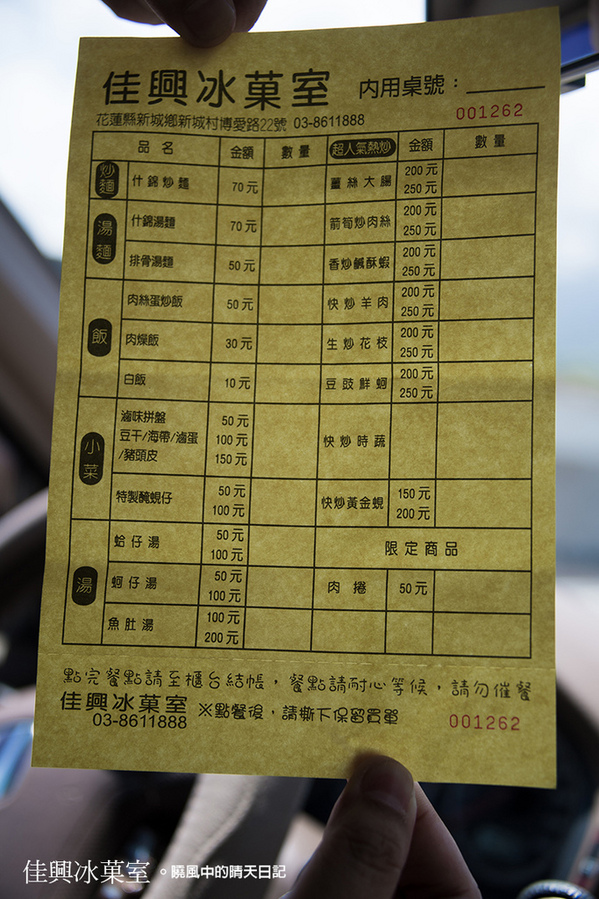 佳興冰菓室 內用桌號：
001262
花蓮縣新城鄉新城村博愛路22號 03-8611888
品名 金額 數量 超人氣熱炒 金額 數量
炒麵 什錦炒麵 70元 薑絲大腸 200元 250元
湯麵 什錦湯麵 70元 箭筍炒肉絲 200元 250元
排骨湯麵 50元 香炒鹹酥蝦 200元 250元
飯 肉絲蛋炒飯 50元 快炒羊肉 200元 250元
肉燥飯 30元 生炒花枝 200元 250元
白飯 10元 豆豉鮮蚵 200元 250元
小菜 滷味拼盤 豆干/海帶/滷蛋/豬頭皮 50元 100元 150元 快炒時蔬
特製醃蜆仔 50元 100元 快炒黃金蜆 150元 200元
湯 蛤仔湯 50元 100元 限定商品
蚵仔湯 50元 100元 肉捲 50元
魚肚湯 100元 200元
點完餐點請至櫃台結帳，餐點請耐心等候，請勿催餐
佳興冰菓室 ※點餐後，請撕下保留買單
03-8611888 001262
佳興冰菓室。曉風中的晴天日記